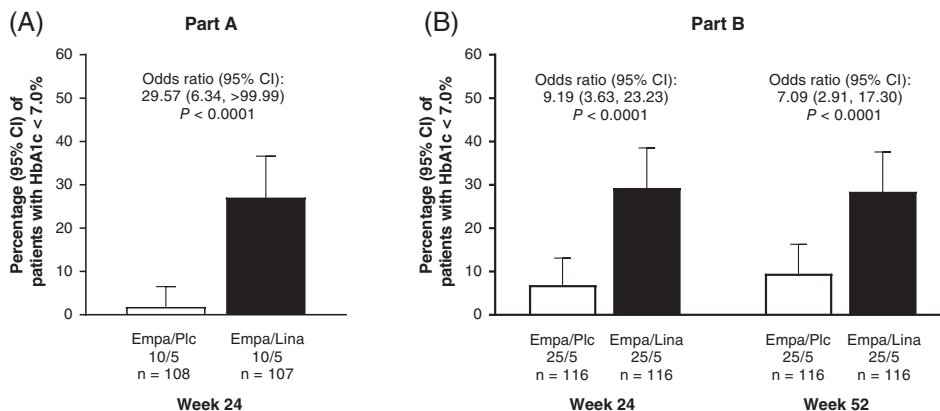 (A)
Part A
Percentage (95% CI) of
patients with HbA1c < 7.0%
60
50
40
30
20
10
0
Odds ratio (95% CI):
29.57 (6.34, >99.99)
P < 0.0001
Empa/Plc
10/5
n = 108
Empa/Lina
10/5
n = 107
Week 24
(B)
Part B
Percentage (95% CI) of
patients with HbA1c < 7.0%
60
50
40
30
20
10
0
Odds ratio (95% CI):
9.19 (3.63, 23.23)
P < 0.0001
Odds ratio (95% CI):
7.09 (2.91, 17.30)
P < 0.0001
Empa/Plc
25/5
n = 116
Empa/Lina
25/5
n = 116
Week 24
Empa/Plc
25/5
n = 116
Empa/Lina
25/5
n = 116
Week 52